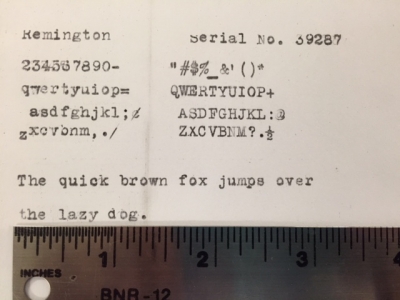 Remington Serial No. 39287
234567890- "#$%_&'()*
qwertyuiop= QWERTYUIOP+
asdfghjkl;¢ ASDFGHJKL:@
zxcvbnm,./ ZXCVBNM?.½
The quick brown fox jumps over
the lazy dog.
1 2 3 4
INCHES
BNR-12